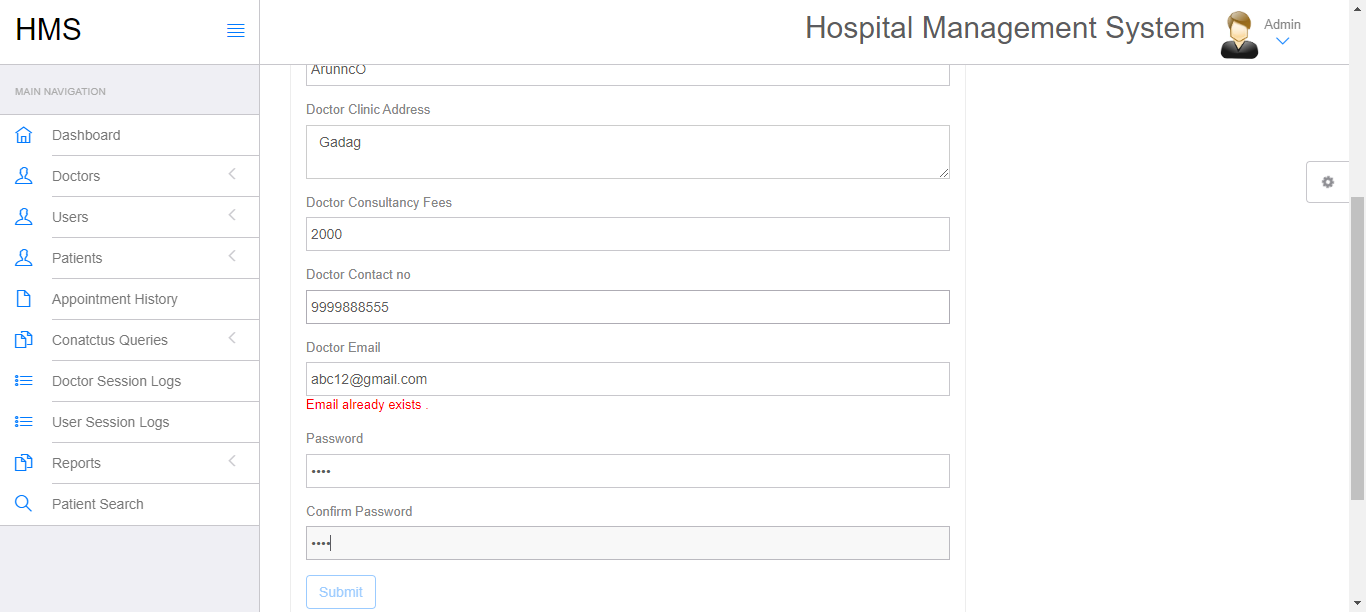 HMS
Hospital Management System
Admin
MAIN NAVIGATION
Dashboard
Doctors
Users
Patients
Appointment History
Conatctus Queries
Doctor Session Logs
User Session Logs
Reports
Patient Search
ArunncO
Doctor Clinic Address
Gadag
Doctor Consultancy Fees
2000
Doctor Contact no
9999888555
Doctor Email
abc12@gmail.com
Email already exists .
Password
••••
Confirm Password
••••
Submit